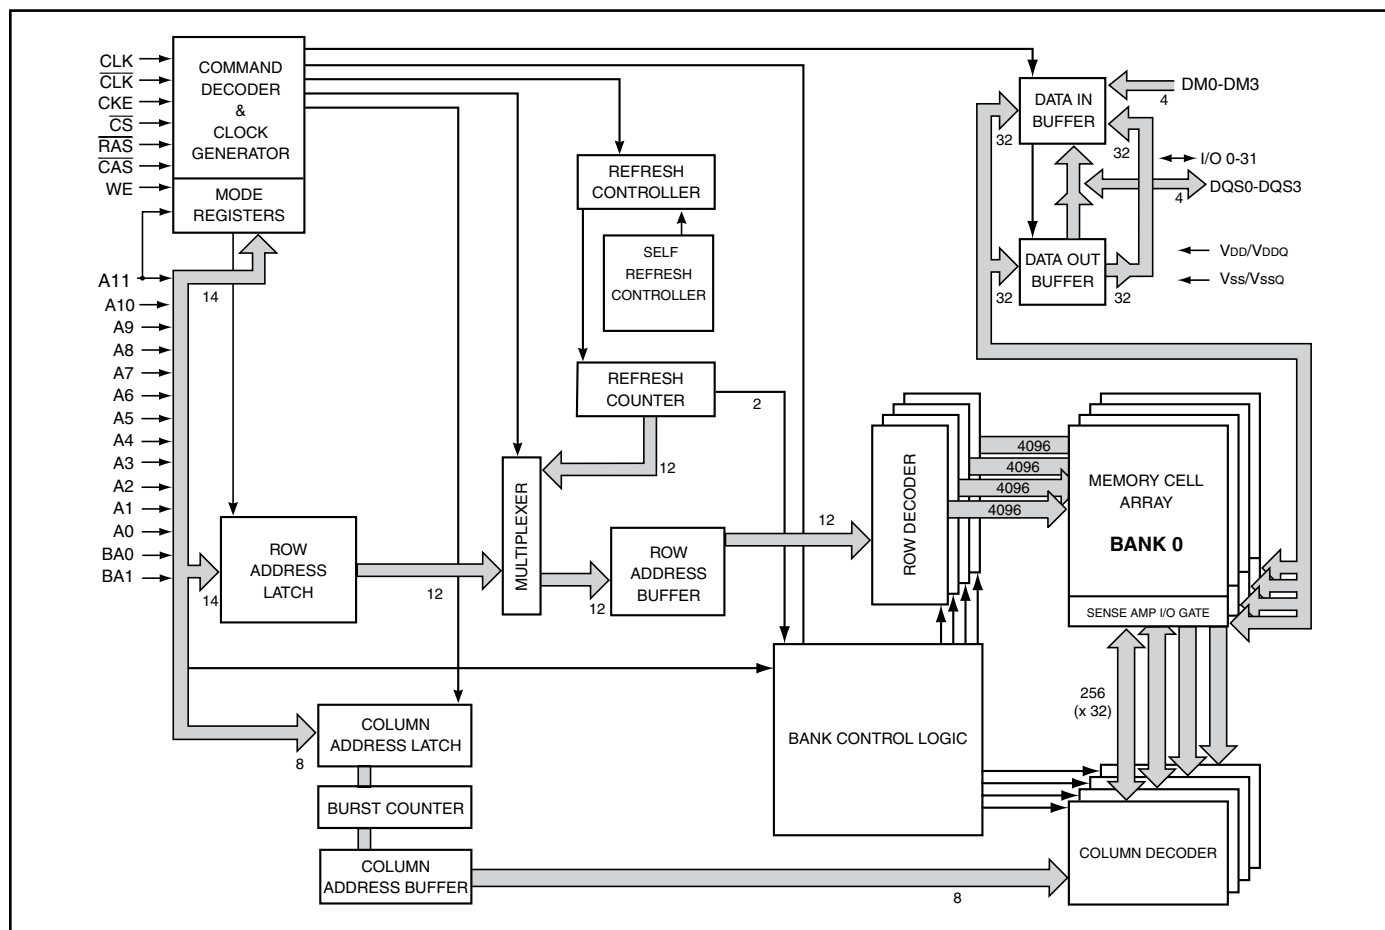 CLK
CLK
CKE
CS
RAS
CAS
WE
COMMAND
DECODER
&
CLOCK
GENERATOR
MODE
REGISTERS
A11
A10
A9
A8
A7
A6
A5
A4
A3
A2
A1
A0
BA0
BA1
14
14
ROW
ADDRESS
LATCH
12
MULTIPLEXER
12
REFRESH
CONTROLLER
SELF
REFRESH
CONTROLLER
REFRESH
COUNTER
2
12
ROW
ADDRESS
BUFFER
12
ROW DECODER
4096
4096
4096
4096
MEMORY CELL
ARRAY
BANK 0
SENSE AMP I/O GATE
DATA IN
BUFFER
DM0-DM3
4
32
32
I/O 0-31
DQS0-DQS3
4
DATA OUT
BUFFER
32
32
VDD/VDDQ
VSS/VSSQ
BANK CONTROL LOGIC
256
(x 32)
COLUMN DECODER
8
COLUMN
ADDRESS LATCH
BURST COUNTER
COLUMN
ADDRESS BUFFER
8